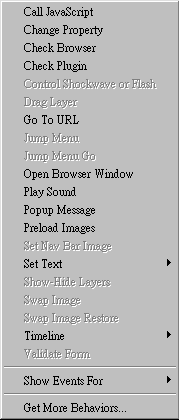 Call JavaScript
Change Property
Check Browser
Check Plugin
Control Shockwave or Flash
Drag Layer
Go To URL
Jump Menu
Jump Menu Go
Open Browser Window
Play Sound
Popup Message
Preload Images
Set Nav Bar Image
Set Text
Show-Hide Layers
Swap Image
Swap Image Restore
Timeline
Validate Form
Show Events For
Get More Behaviors...